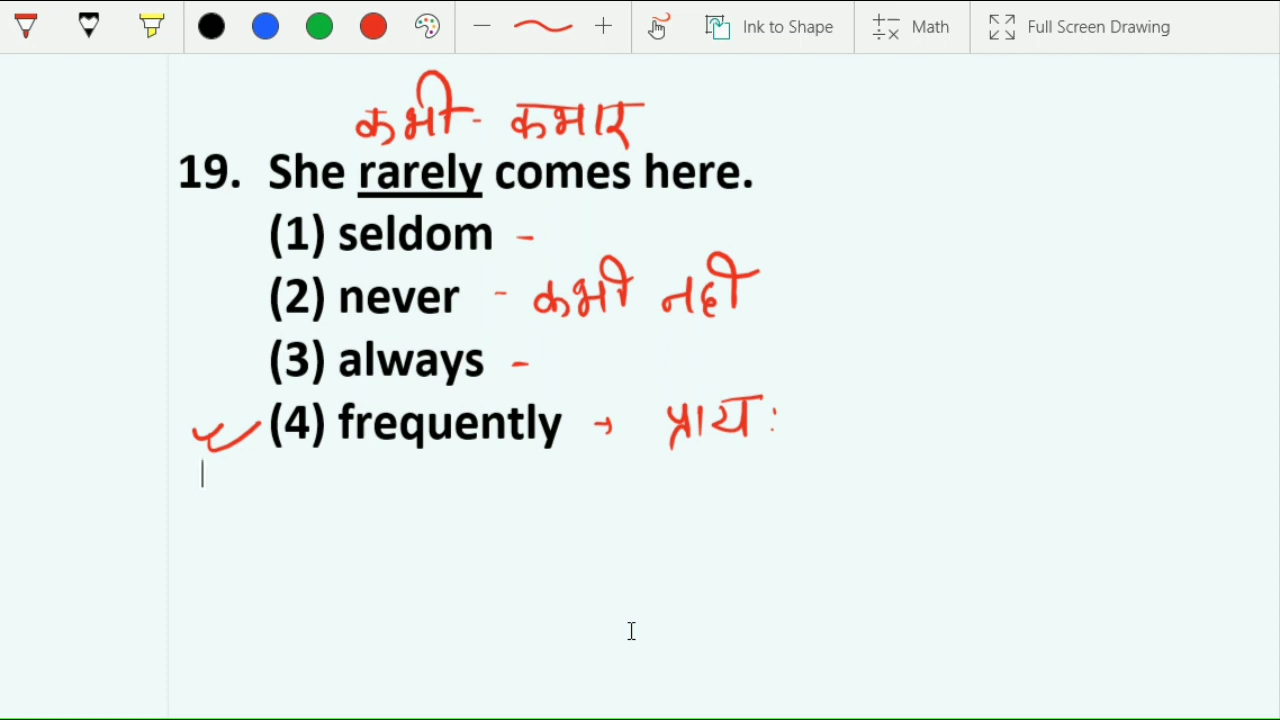 Ink to Shape Math Full Screen Drawing
कभी - कभार
19. She rarely comes here.
(1) seldom -
(2) never - कभी नही
(3) always -
(4) frequently → प्रायः